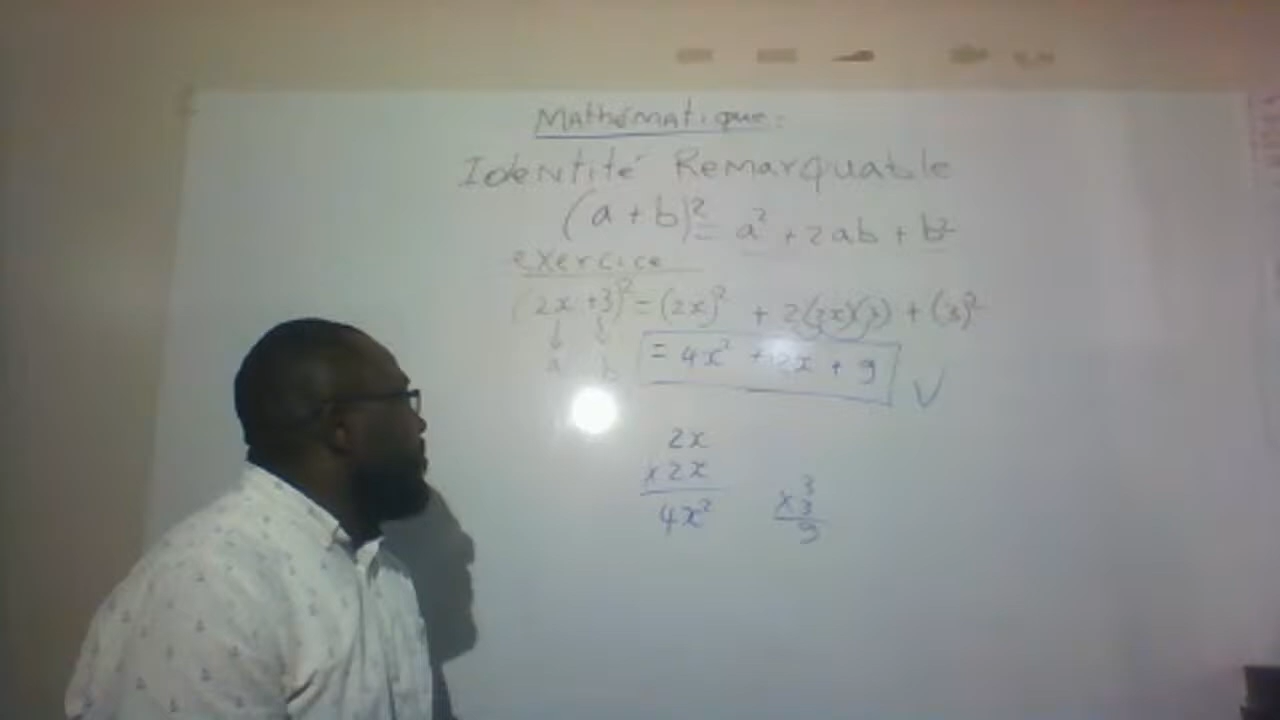 Mathématique:
Identité Remarquable
(a + b)² = a² + 2ab + b²
exercice
(2x + 3)² = (2x)² + 2(2x)(3) + (3)²
a b
= 4x² + 12x + 9 V
2x
x 2x
4x²
3
x 3
9